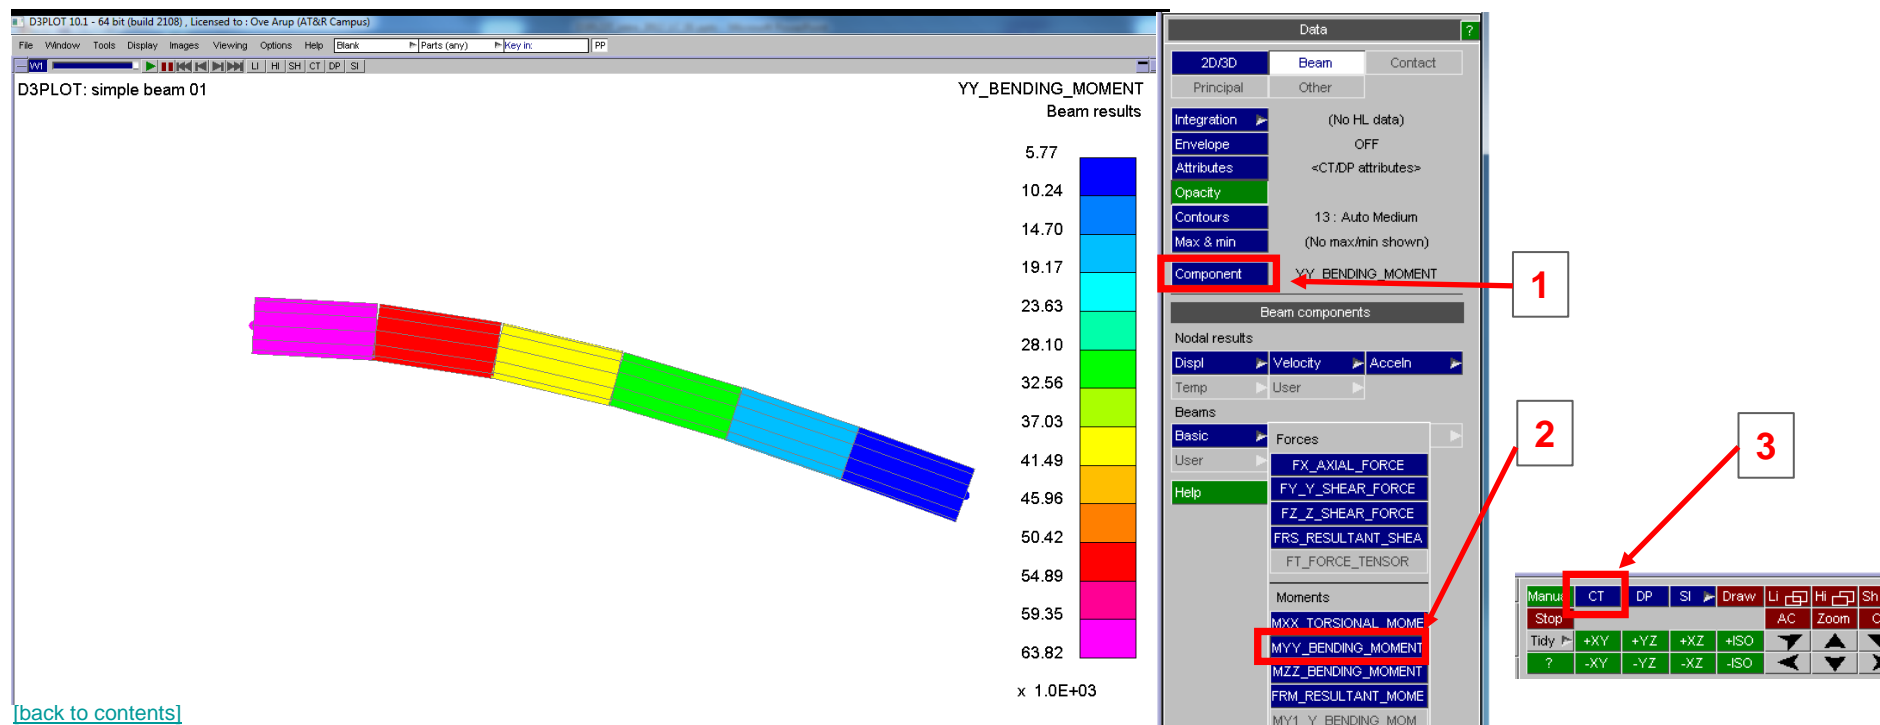 D3PLOT 10.1 - 64 bit (build 2108) , Licensed to : Ove Arup (AT&R Campus)
File Window Tools Display Images Viewing Options Help Blank Parts (any) Key in: PP
W1 LI HI SH CT DP SI
D3PLOT: simple beam 01
YY_BENDING_MOMENT
Beam results
5.77
10.24
14.70
19.17
23.63
28.10
32.56
37.03
41.49
45.96
50.42
54.89
59.35
63.82
x 1.0E+03
[back to contents]
Data ?
2D/3D Beam Contact
Principal Other
Integration (No HL data)
Envelope OFF
Attributes <CT/DP attributes>
Opacity
Contours 13 : Auto Medium
Max & min (No max/min shown)
Component YY_BENDING_MOMENT
Beam components
Nodal results
Displ Velocity Acceln
Temp User
Beams
Basic
User
Help
Forces
FX_AXIAL_FORCE
FY_Y_SHEAR_FORCE
FZ_Z_SHEAR_FORCE
FRS_RESULTANT_SHEA
FT_FORCE_TENSOR
Moments
MXX_TORSIONAL_MOME
MYY_BENDING_MOMENT
MZZ_BENDING_MOMENT
FRM_RESULTANT_MOME
MY1_Y_BENDING_MOM
1
2
3
Manua CT DP SI Draw Li Hi Sh
Stop AC Zoom
Tidy +XY +YZ +XZ +ISO
? -XY -YZ -XZ -ISO